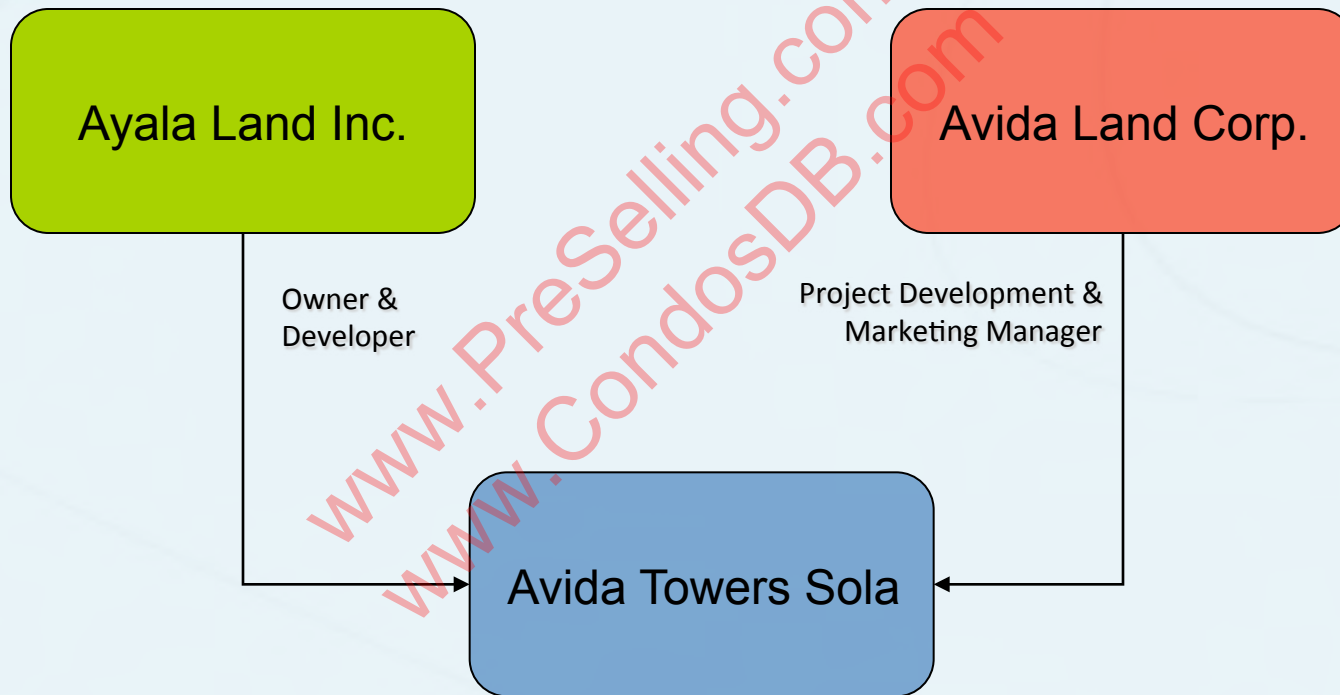 Ayala Land Inc.
Avida Land Corp.
Owner &
Developer
Project Development &
Marketing Manager
Avida Towers Sola
www.PreSelling.com
www.CondosDB.com